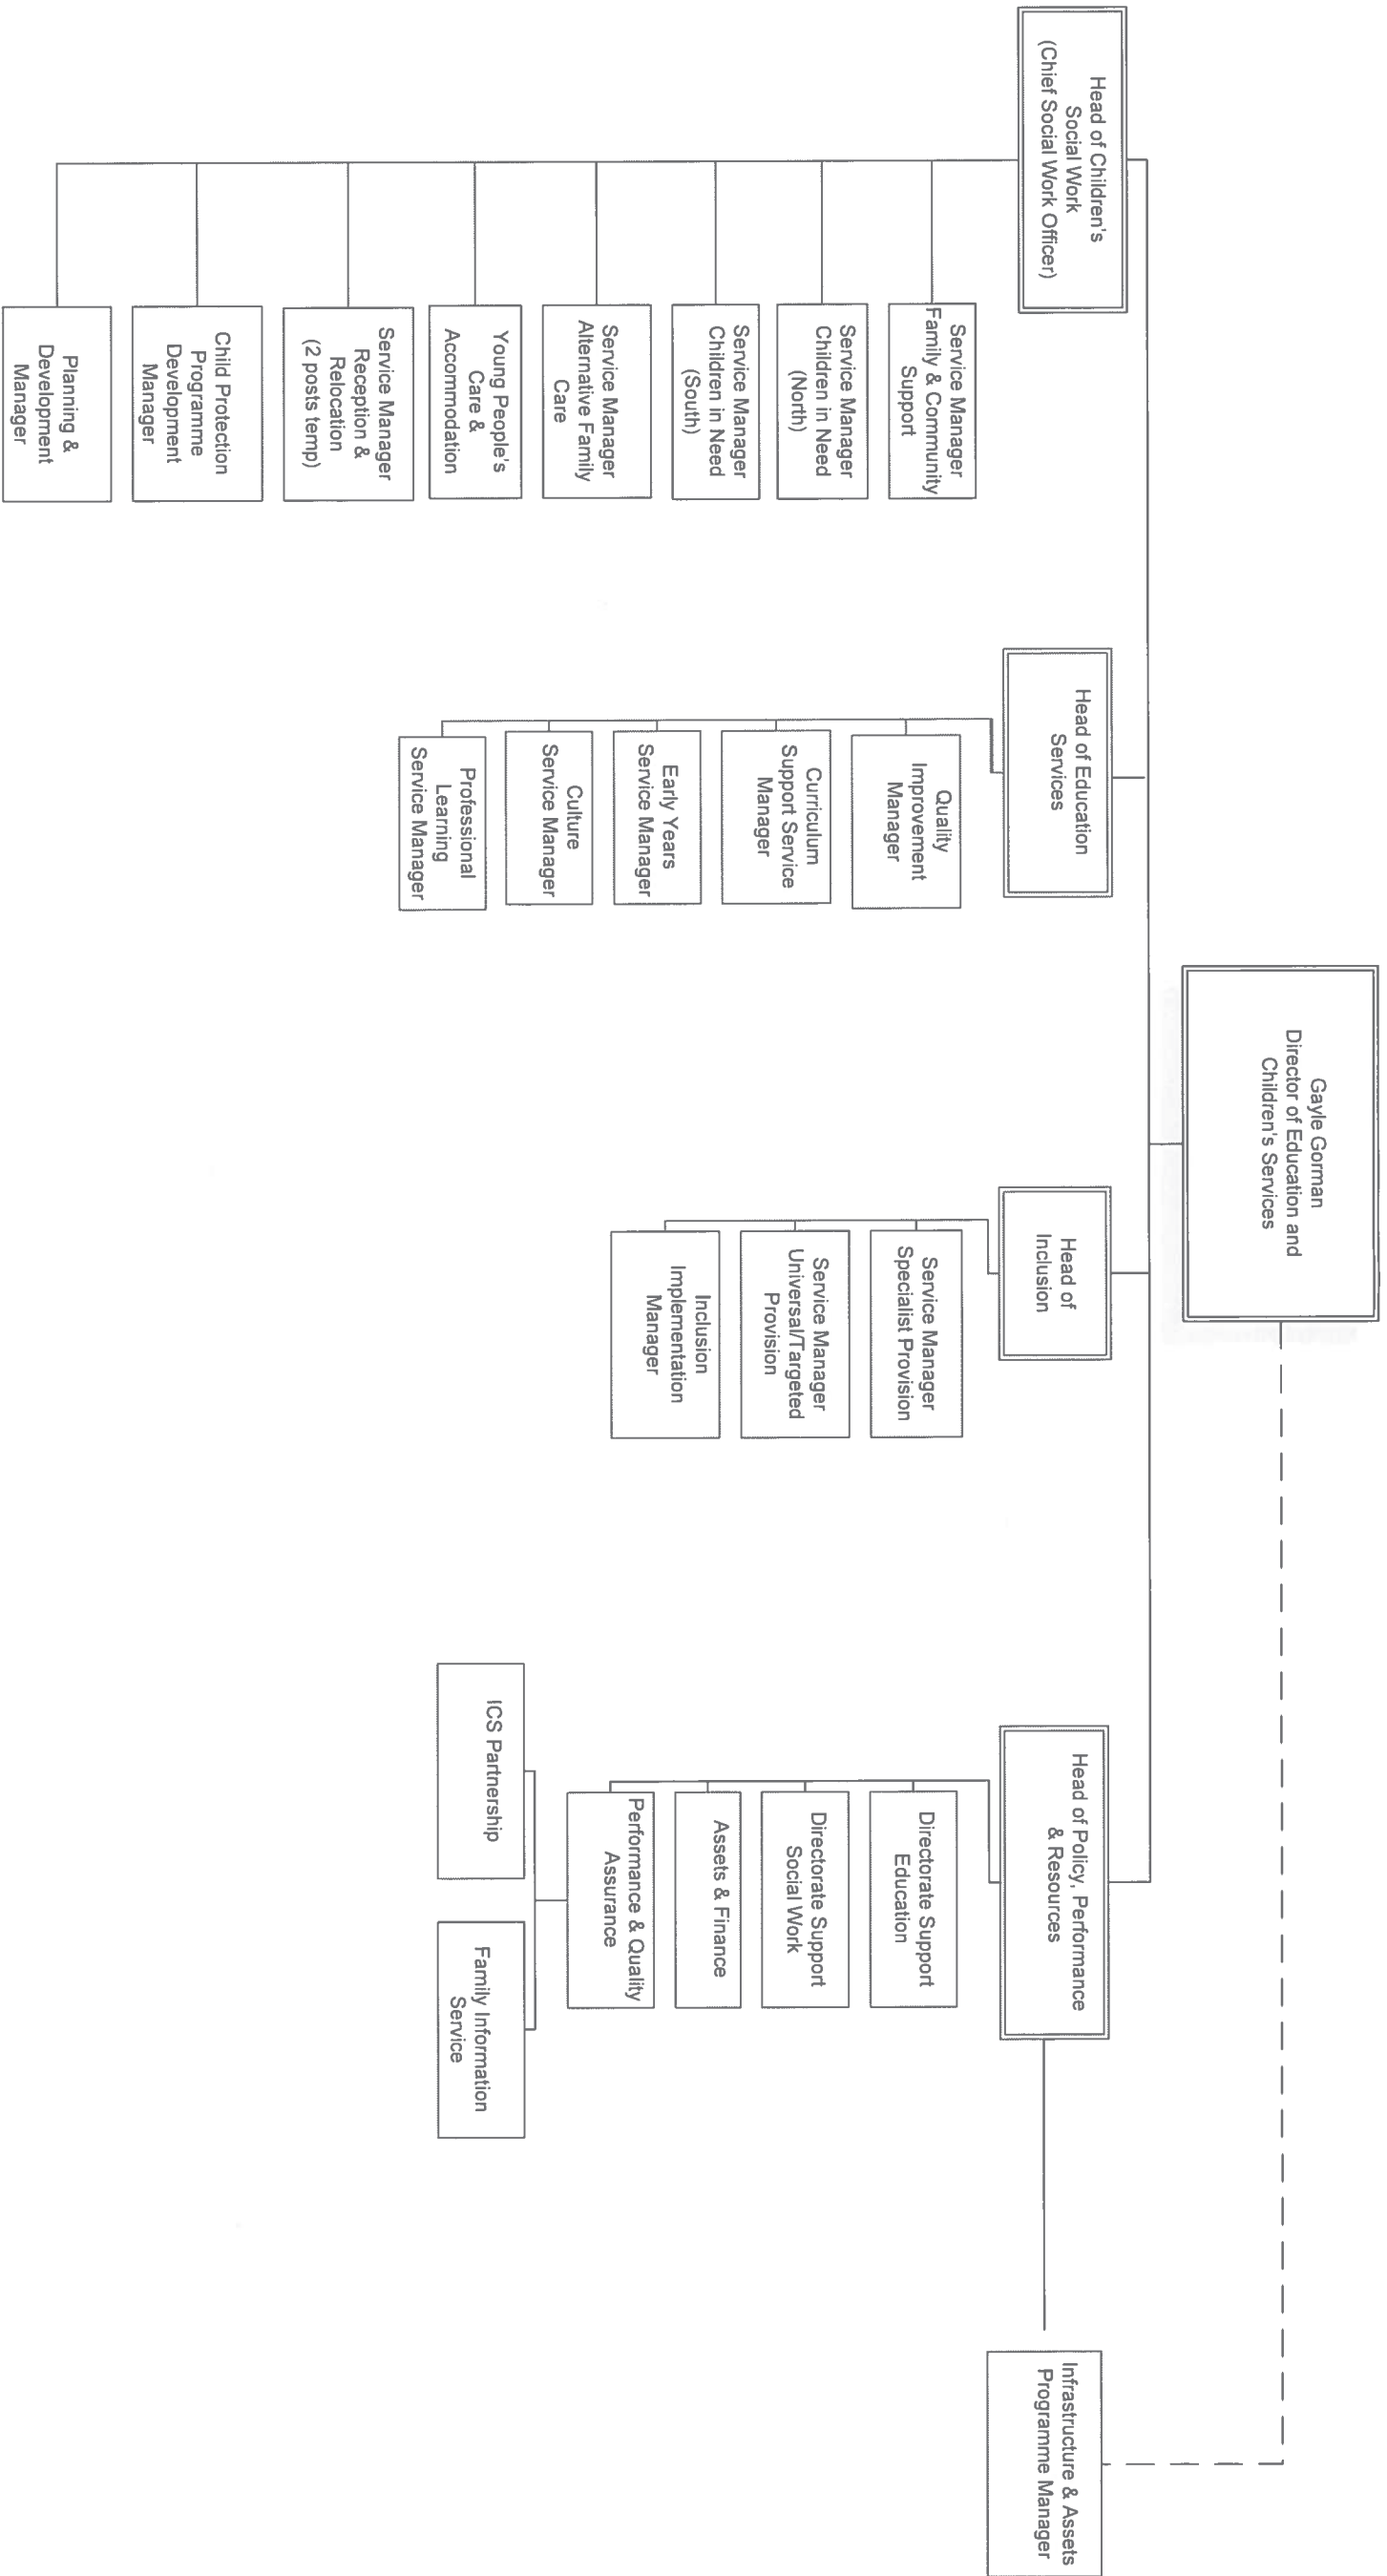 Gayle Gorman
Director of Education and
Children's Services
Head of Children's
Social Work
(Chief Social Work Officer)
Service Manager
Family & Community
Support
Service Manager
Children in Need
(North)
Service Manager
Children in Need
(South)
Service Manager
Alternative Family
Care
Young People's
Care &
Accommodation
Service Manager
Reception &
Relocation
(2 posts temp)
Child Protection
Programme
Development
Manager
Planning &
Development
Manager
Head of Education
Services
Quality
Improvement
Manager
Curriculum
Support Service
Manager
Early Years
Service Manager
Culture
Service Manager
Professional
Learning
Service Manager
Head of
Inclusion
Service Manager
Specialist Provision
Service Manager
Universal/Targeted
Provision
Inclusion
Implementation
Manager
Head of Policy, Performance
& Resources
Directorate Support
Education
Directorate Support
Social Work
Assets & Finance
Performance & Quality
Assurance
ICS Partnership
Family Information
Service
Infrastructure & Assets
Programme Manager